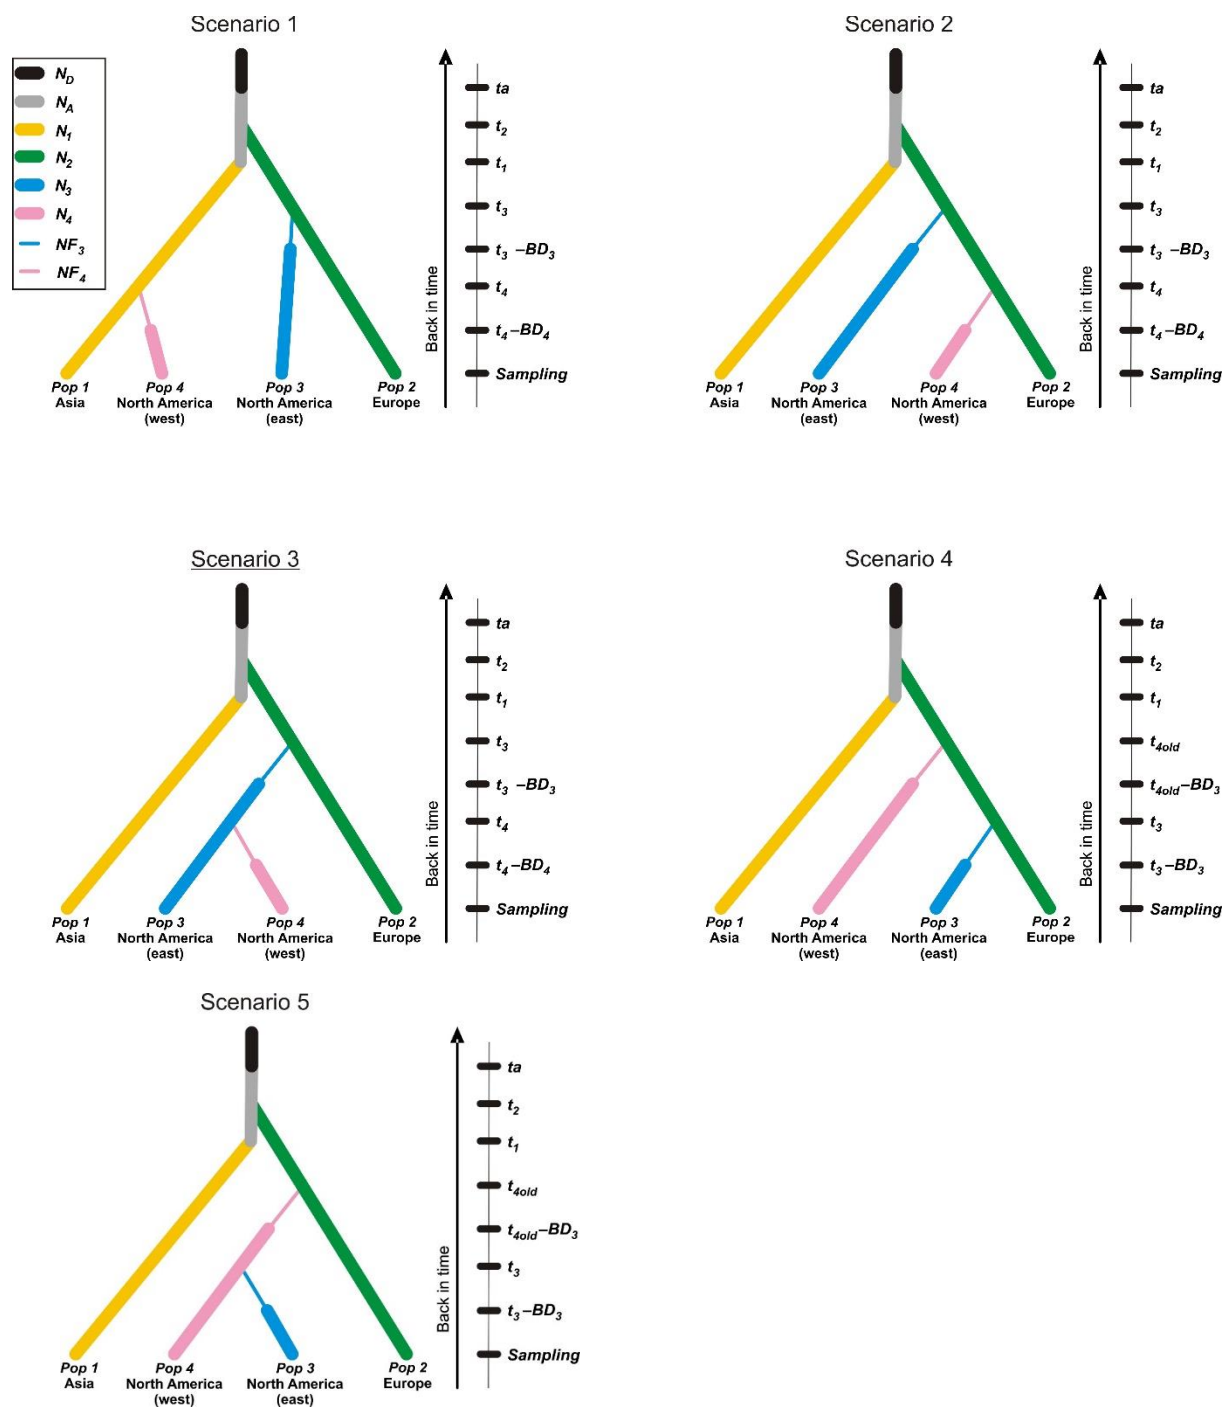 Scenario 1
N_D
N_A
N_1
N_2
N_3
N_4
NF_3
NF_4
Back in time
ta
t_2
t_1
t_3
t_3 –BD_3
t_4
t_4–BD_4
Sampling
Pop 1
Asia
Pop 4
North America
(west)
Pop 3
North America
(east)
Pop 2
Europe
Scenario 2
Back in time
ta
t_2
t_1
t_3
t_3 –BD_3
t_4
t_4–BD_4
Sampling
Pop 1
Asia
Pop 3
North America
(east)
Pop 4
North America
(west)
Pop 2
Europe
Scenario 3
Back in time
ta
t_2
t_1
t_3
t_3 –BD_3
t_4
t_4–BD_4
Sampling
Pop 1
Asia
Pop 3
North America
(east)
Pop 4
North America
(west)
Pop 2
Europe
Scenario 4
Back in time
ta
t_2
t_1
t_4old
t_4old–BD_3
t_3
t_3–BD_3
Sampling
Pop 1
Asia
Pop 4
North America
(west)
Pop 3
North America
(east)
Pop 2
Europe
Scenario 5
Back in time
ta
t_2
t_1
t_4old
t_4old–BD_3
t_3
t_3–BD_3
Sampling
Pop 1
Asia
Pop 4
North America
(west)
Pop 3
North America
(east)
Pop 2
Europe